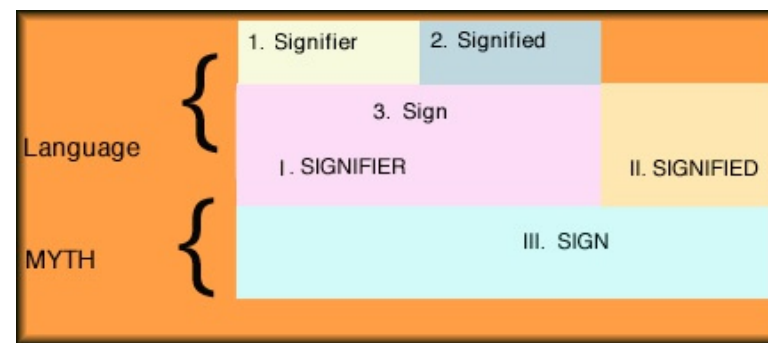 1. Signifier
2. Signified
3. Sign
Language
I. SIGNIFIER
II. SIGNIFIED
MYTH
III. SIGN